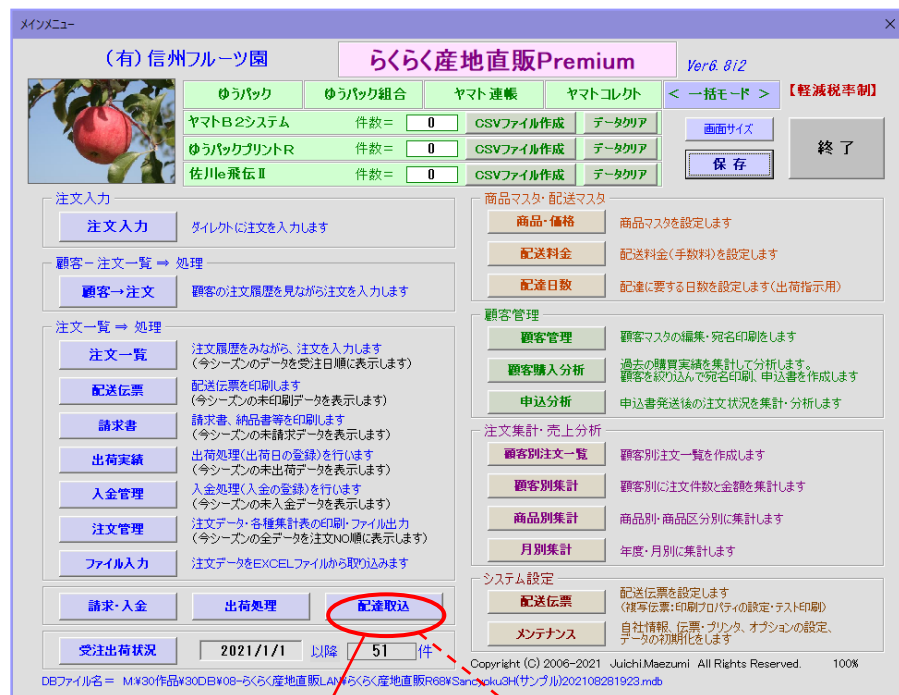 メインメニュー
×
(有)信州フルーツ園
らくらく産地直販Premium
Ver6. 8i2
ゆうパック
ゆうパック組合
ヤマト連帳
ヤマトコレクト
< 一括モード >
【軽減税率制】
ヤマトB2システム 件数= 0 CSVファイル作成 データクリア
ゆうパックプリントR 件数= 0 CSVファイル作成 データクリア
佐川e飛伝Ⅱ 件数= 0 CSVファイル作成 データクリア
画面サイズ
保 存
終 了
注文入力
注文入力 ダイレクトに注文を入力します
顧客-注文一覧 ⇒ 処理
顧客→注文 顧客の注文履歴を見ながら注文を入力します
注文一覧 ⇒ 処理
注文一覧 注文履歴をみながら、注文を入力します
(今シーズンのデータを受注日順に表示します)
配送伝票 配送伝票を印刷します
(今シーズンの未印刷データを表示します)
請求書 請求書、納品書等を印刷します
(今シーズンの未請求データを表示します)
出荷実績 出荷処理(出荷日の登録)を行います
(今シーズンの未出荷データを表示します)
入金管理 入金処理(入金の登録)を行います
(今シーズンの未入金データを表示します)
注文管理 注文データ・各種集計表の印刷・ファイル出力
(今シーズンの全データを注文NO順に表示します)
ファイル入力 注文データをEXCELファイルから取り込みます
請求・入金
出荷処理
配達取込
受注出荷状況 2021/1/1 以降 51 件
商品マスタ・配送マスタ
商品・価格 商品マスタを設定します
配送料金 配送料金(手数料)を設定します
配達日数 配達に要する日数を設定します(出荷指示用)
顧客管理
顧客管理 顧客マスタの編集・宛名印刷をします
顧客購入分析 過去の購買実績を集計して分析します。
顧客を絞り込んで宛名印刷、申込書を作成します
申込分析 申込書発送後の注文状況を集計・分析します
注文集計・売上分析
顧客別注文一覧 顧客別注文一覧を作成します
顧客別集計 顧客別に注文件数と金額を集計します
商品別集計 商品別・商品区分別に集計します
月別集計 年度・月別に集計します
システム設定
配送伝票 配送伝票を設定します
(複写伝票:印刷プロパティの設定・テスト印刷)
メンテナンス 自社情報、伝票・プリンタ、オプションの設定、
データの初期化をします
Copyright (C) 2006-2021 Juichi.Maezumi All Rights Reserved. 100%
DBファイル名= M:¥30作品¥30DB¥08-らくらく産地直販LAN¥らくらく産地直販R68¥Sancyoku3H(サンプル)202108281923.mdb